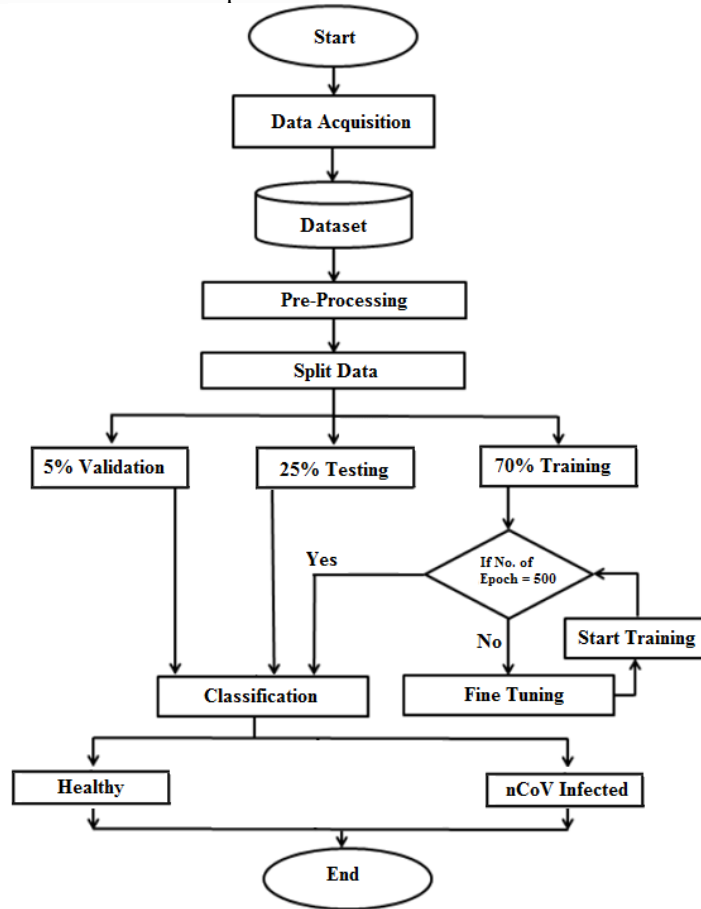 Start
Data Acquisition
Dataset
Pre-Processing
Split Data
5% Validation
25% Testing
70% Training
If No. of
Epoch = 500
Yes
No
Start Training
Fine Tuning
Classification
Healthy
nCoV Infected
End